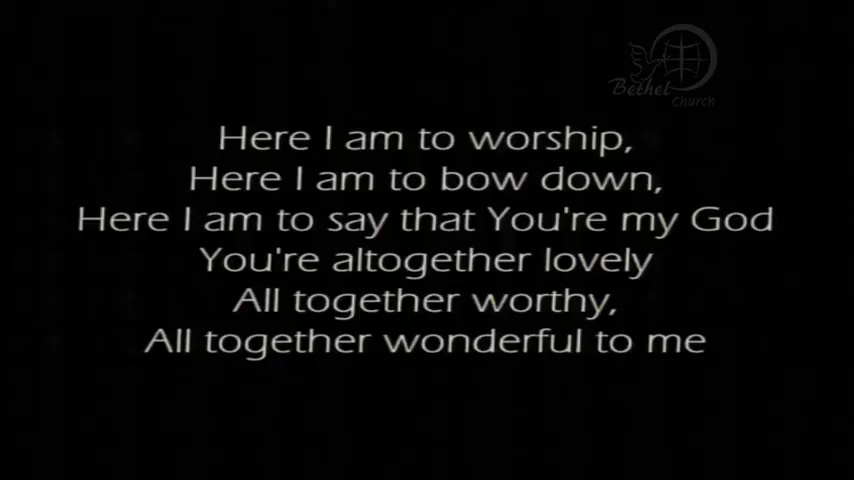 Bethel
Church
Here I am to worship,
Here I am to bow down,
Here I am to say that You're my God
You're altogether lovely
All together worthy,
All together wonderful to me